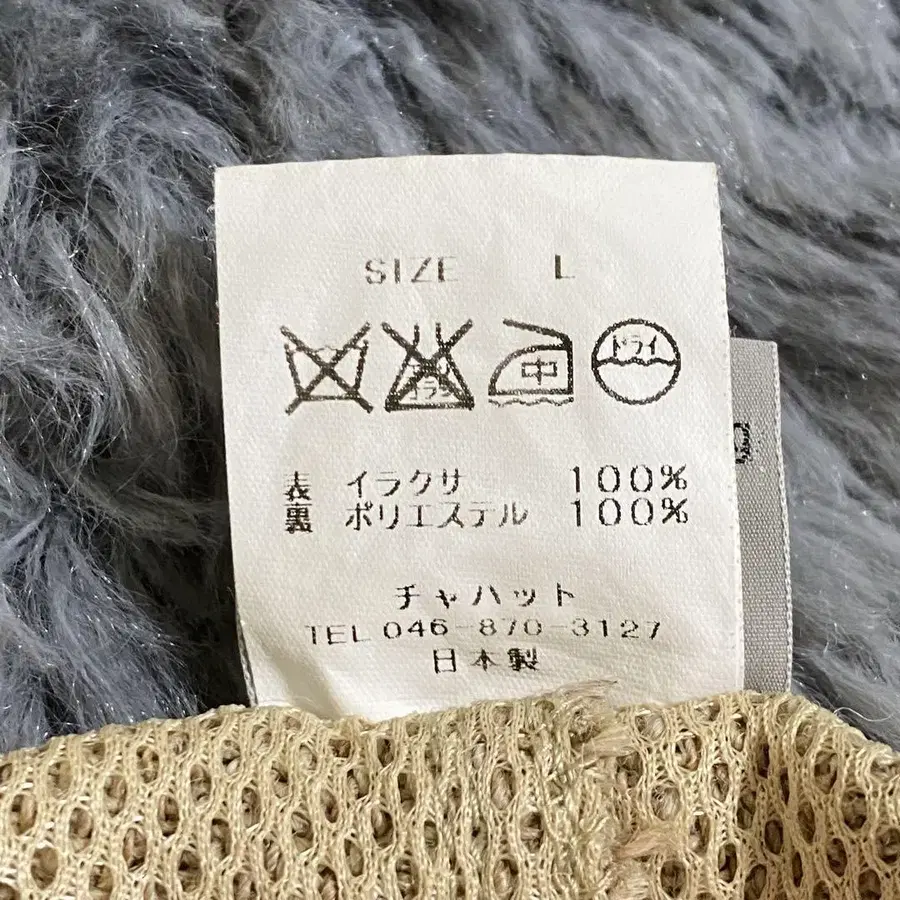 SIZE L
中 ドライ
表 イラクサ 100%
裏 ポリエステル 100%
チャハット
TEL 046-870-3127
日本製